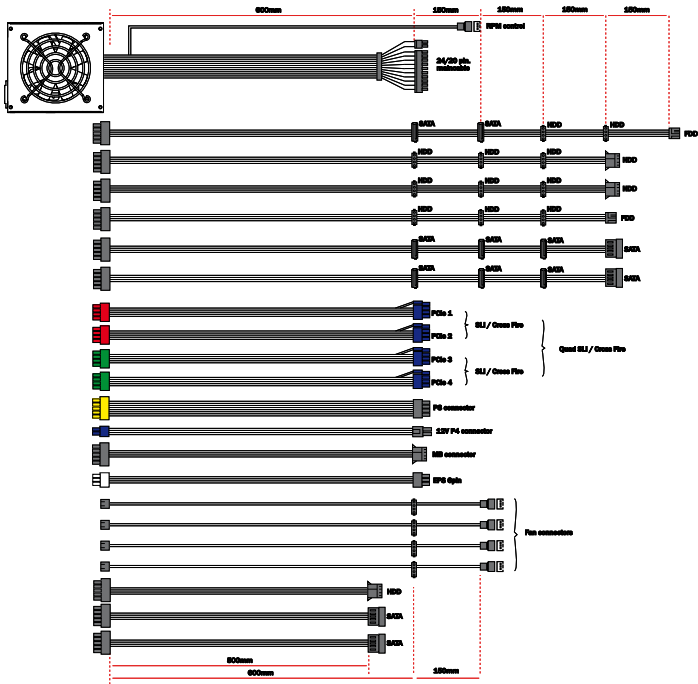 600mm 150mm 150mm 150mm 150mm
RPM control
24/20 pin.
maineable
SATA SATA HDD HDD FDD
HDD HDD HDD HDD
HDD HDD HDD HDD
HDD HDD HDD FDD
SATA SATA SATA SATA
SATA SATA SATA SATA
PCIe 1
SLI / Cross Fire
PCIe 2
Quad SLI / Cross Fire
PCIe 3
SLI / Cross Fire
PCIe 4
P6 connector
12V P4 connector
MB connector
EPS 8pin
Fan connectors
HDD
SATA
SATA
500mm
600mm 150mm